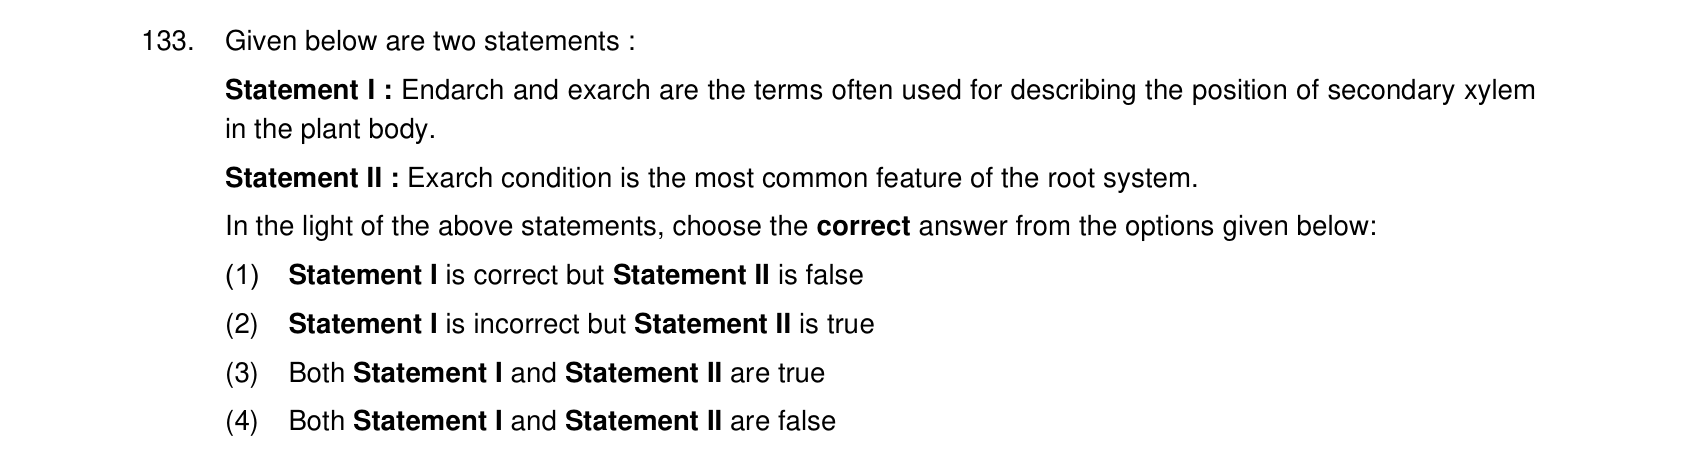 133. Given below are two statements :
Statement I : Endarch and exarch are the terms often used for describing the position of secondary xylem
in the plant body.
Statement II : Exarch condition is the most common feature of the root system.
In the light of the above statements, choose the correct answer from the options given below:
(1) Statement I is correct but Statement II is false
(2) Statement I is incorrect but Statement II is true
(3) Both Statement I and Statement II are true
(4) Both Statement I and Statement II are false